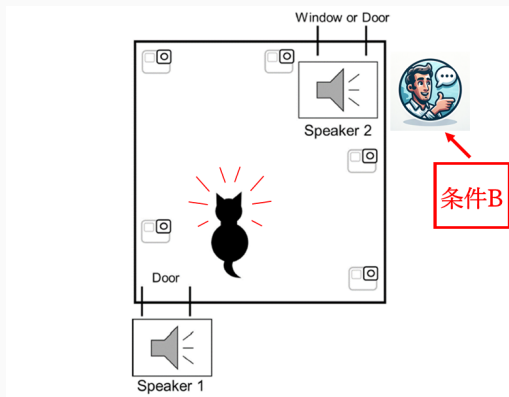 Window or Door
Speaker 2
条件B
Door
Speaker 1